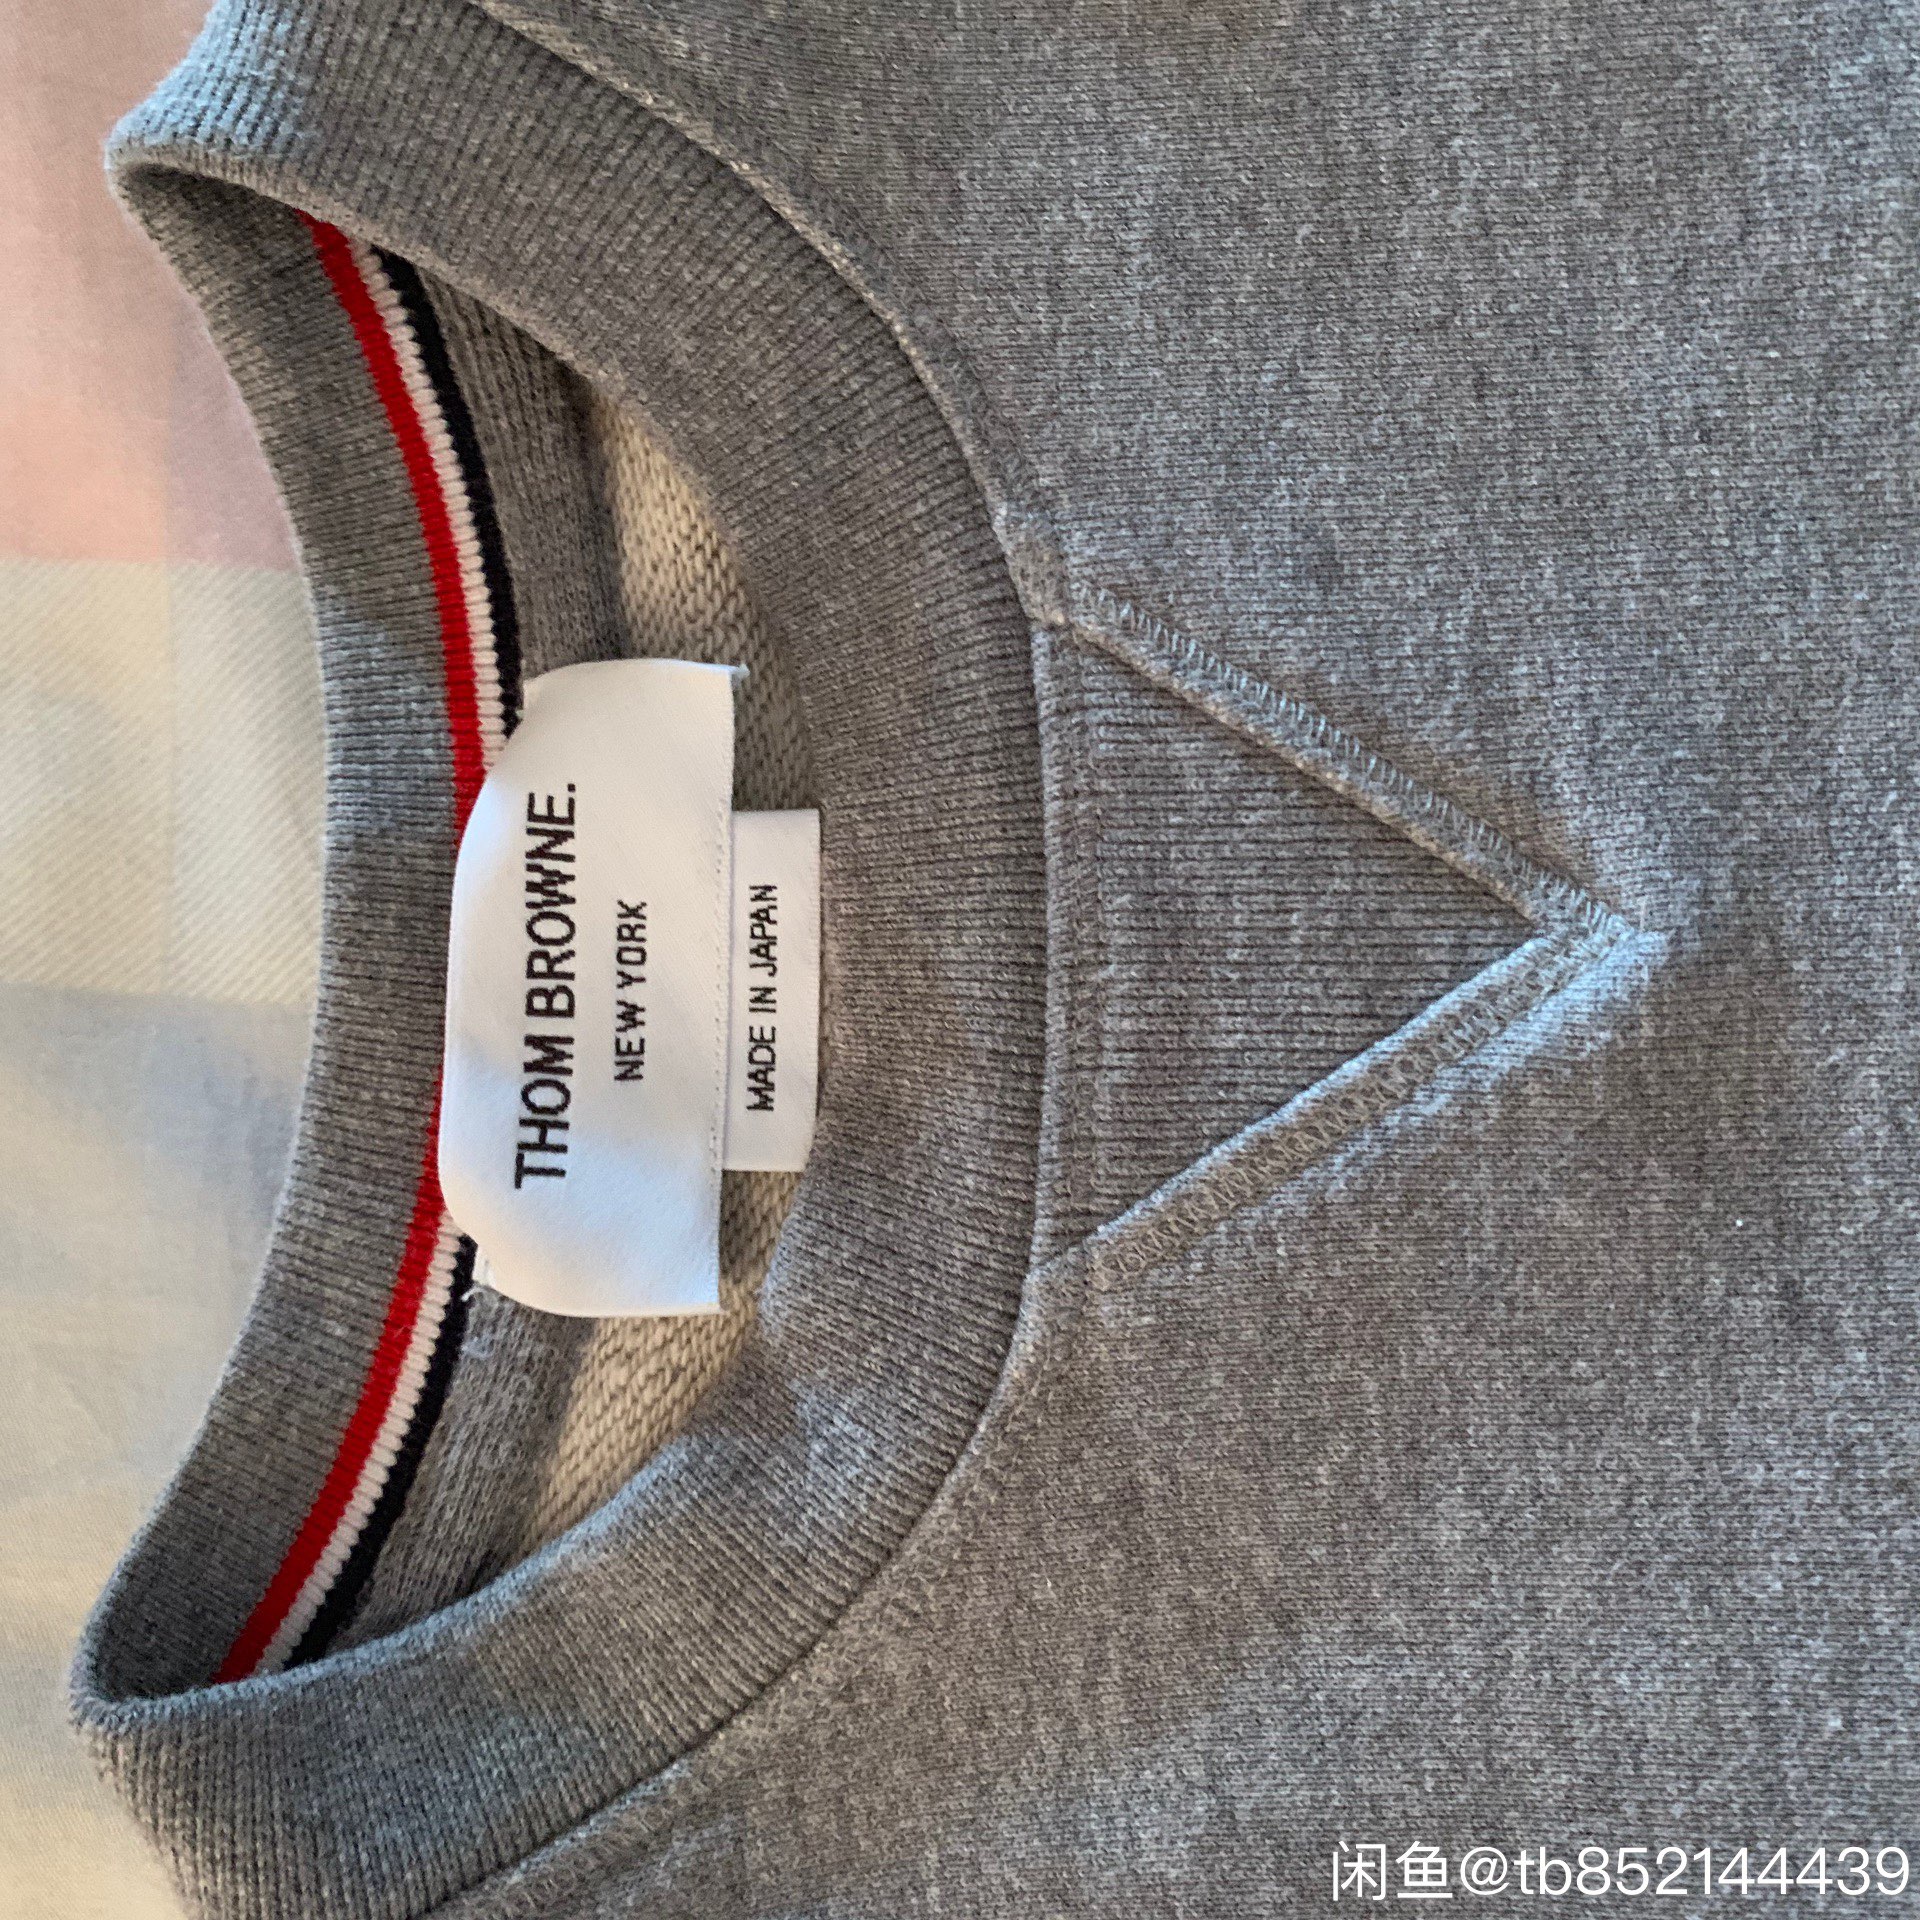 THOM BROWNE.
NEW YORK
MADE IN JAPAN
闲鱼@tb852144439